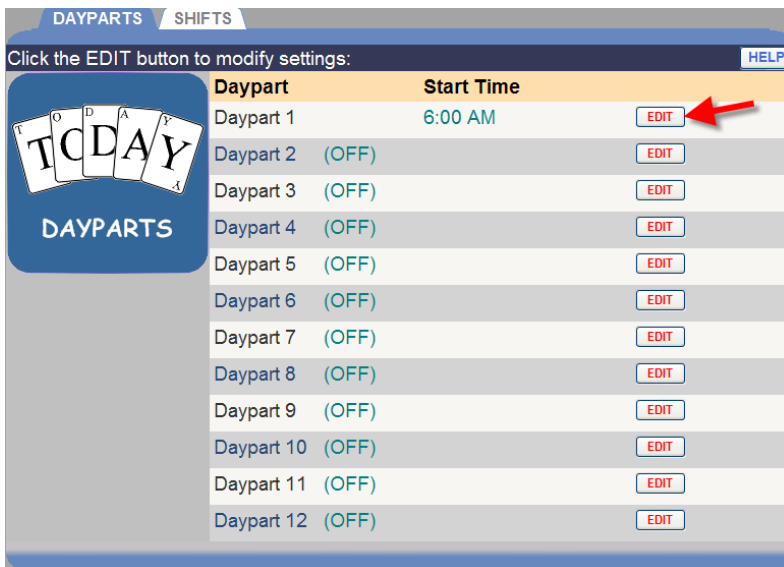 DAYPARTS SHIFTS
Click the EDIT button to modify settings: HELP
Daypart Start Time
Daypart 1 6:00 AM EDIT
Daypart 2 (OFF) EDIT
Daypart 3 (OFF) EDIT
Daypart 4 (OFF) EDIT
Daypart 5 (OFF) EDIT
Daypart 6 (OFF) EDIT
Daypart 7 (OFF) EDIT
Daypart 8 (OFF) EDIT
Daypart 9 (OFF) EDIT
Daypart 10 (OFF) EDIT
Daypart 11 (OFF) EDIT
Daypart 12 (OFF) EDIT
T O D A Y
TODAY
DAYPARTS